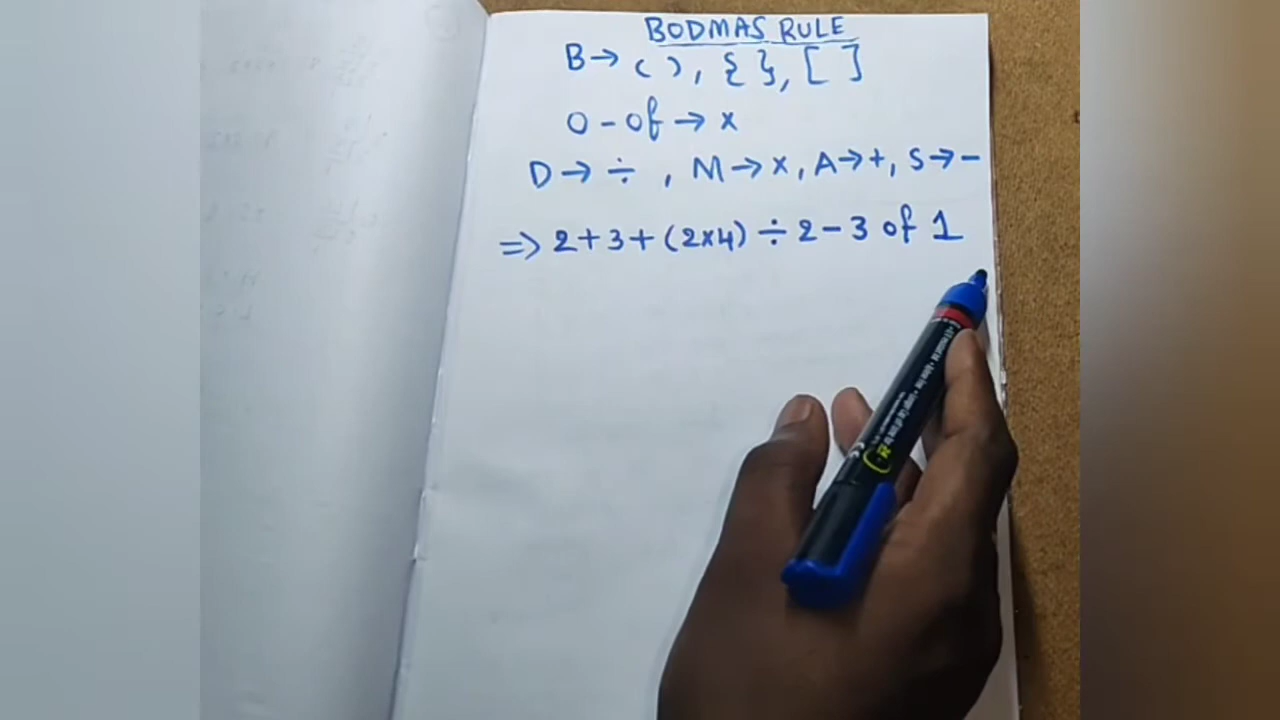 BODMAS RULE
B→ ( ), { }, [ ]
O - of → x
D → ÷ , M → x, A → +, S → -
⇒ 2+3+(2x4) ÷ 2 - 3 of 1